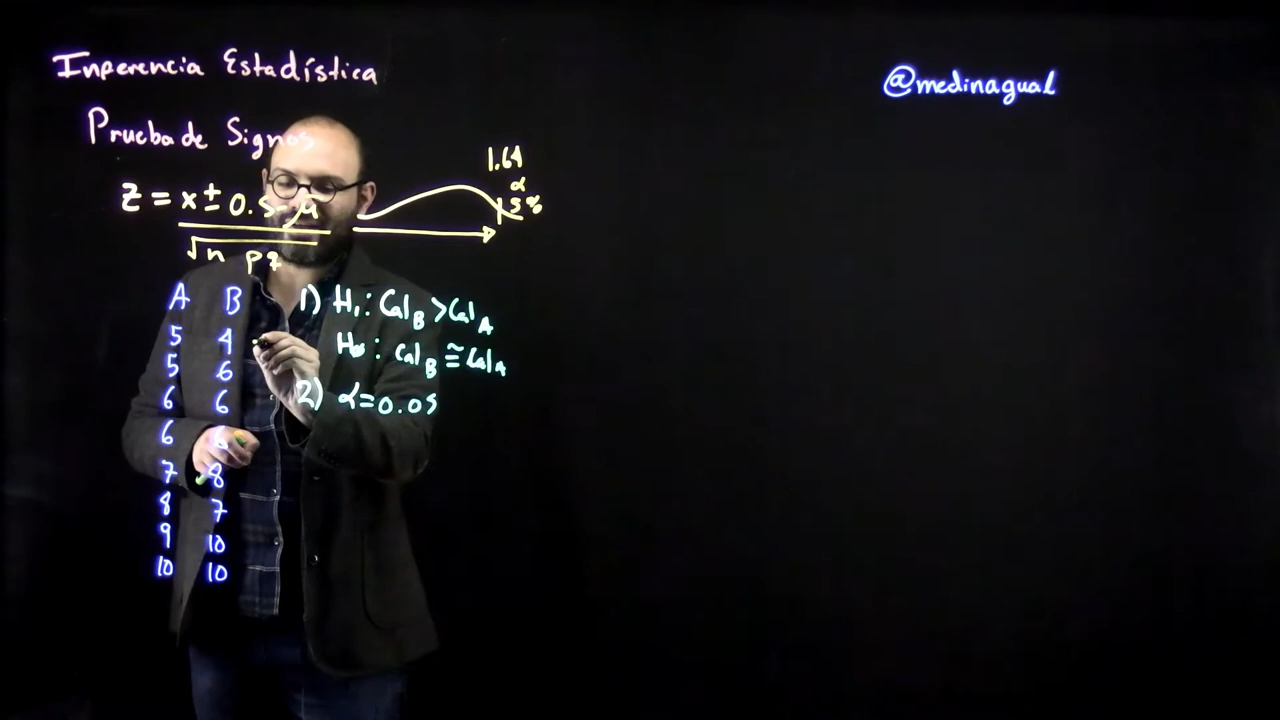 Inferencia Estadística
@medinagual
Prueba de Signos
z = x ± 0.5 - μ
√n p q
1.64
α
5%
A B
5 4
5 6
6 6
6 6
7 8
8 7
9 10
10 10
1) H₁: Cal_B > Cal_A
H₀: Cal_B ≅ Cal_A
2) α = 0.05